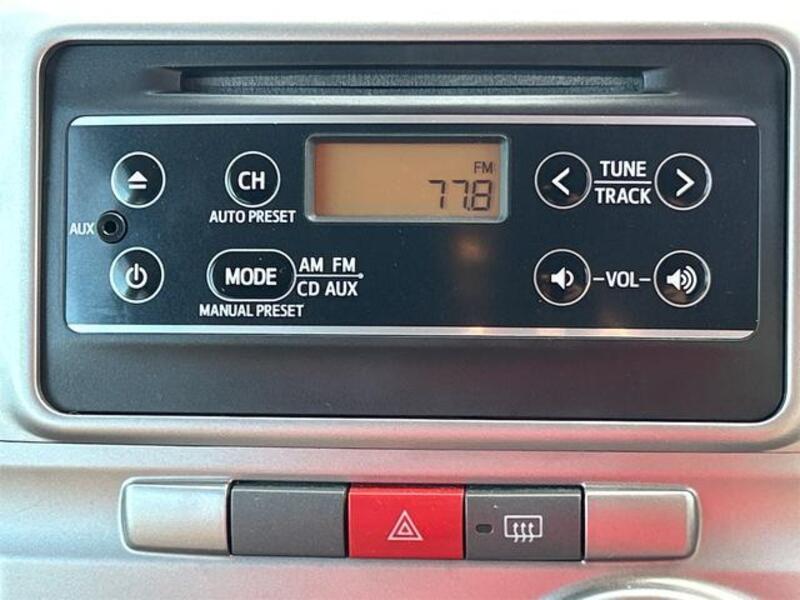 FM
77.8
CH
AUTO PRESET
TUNE
TRACK
AUX
MODE
AM FM
CD AUX
MANUAL PRESET
VOL